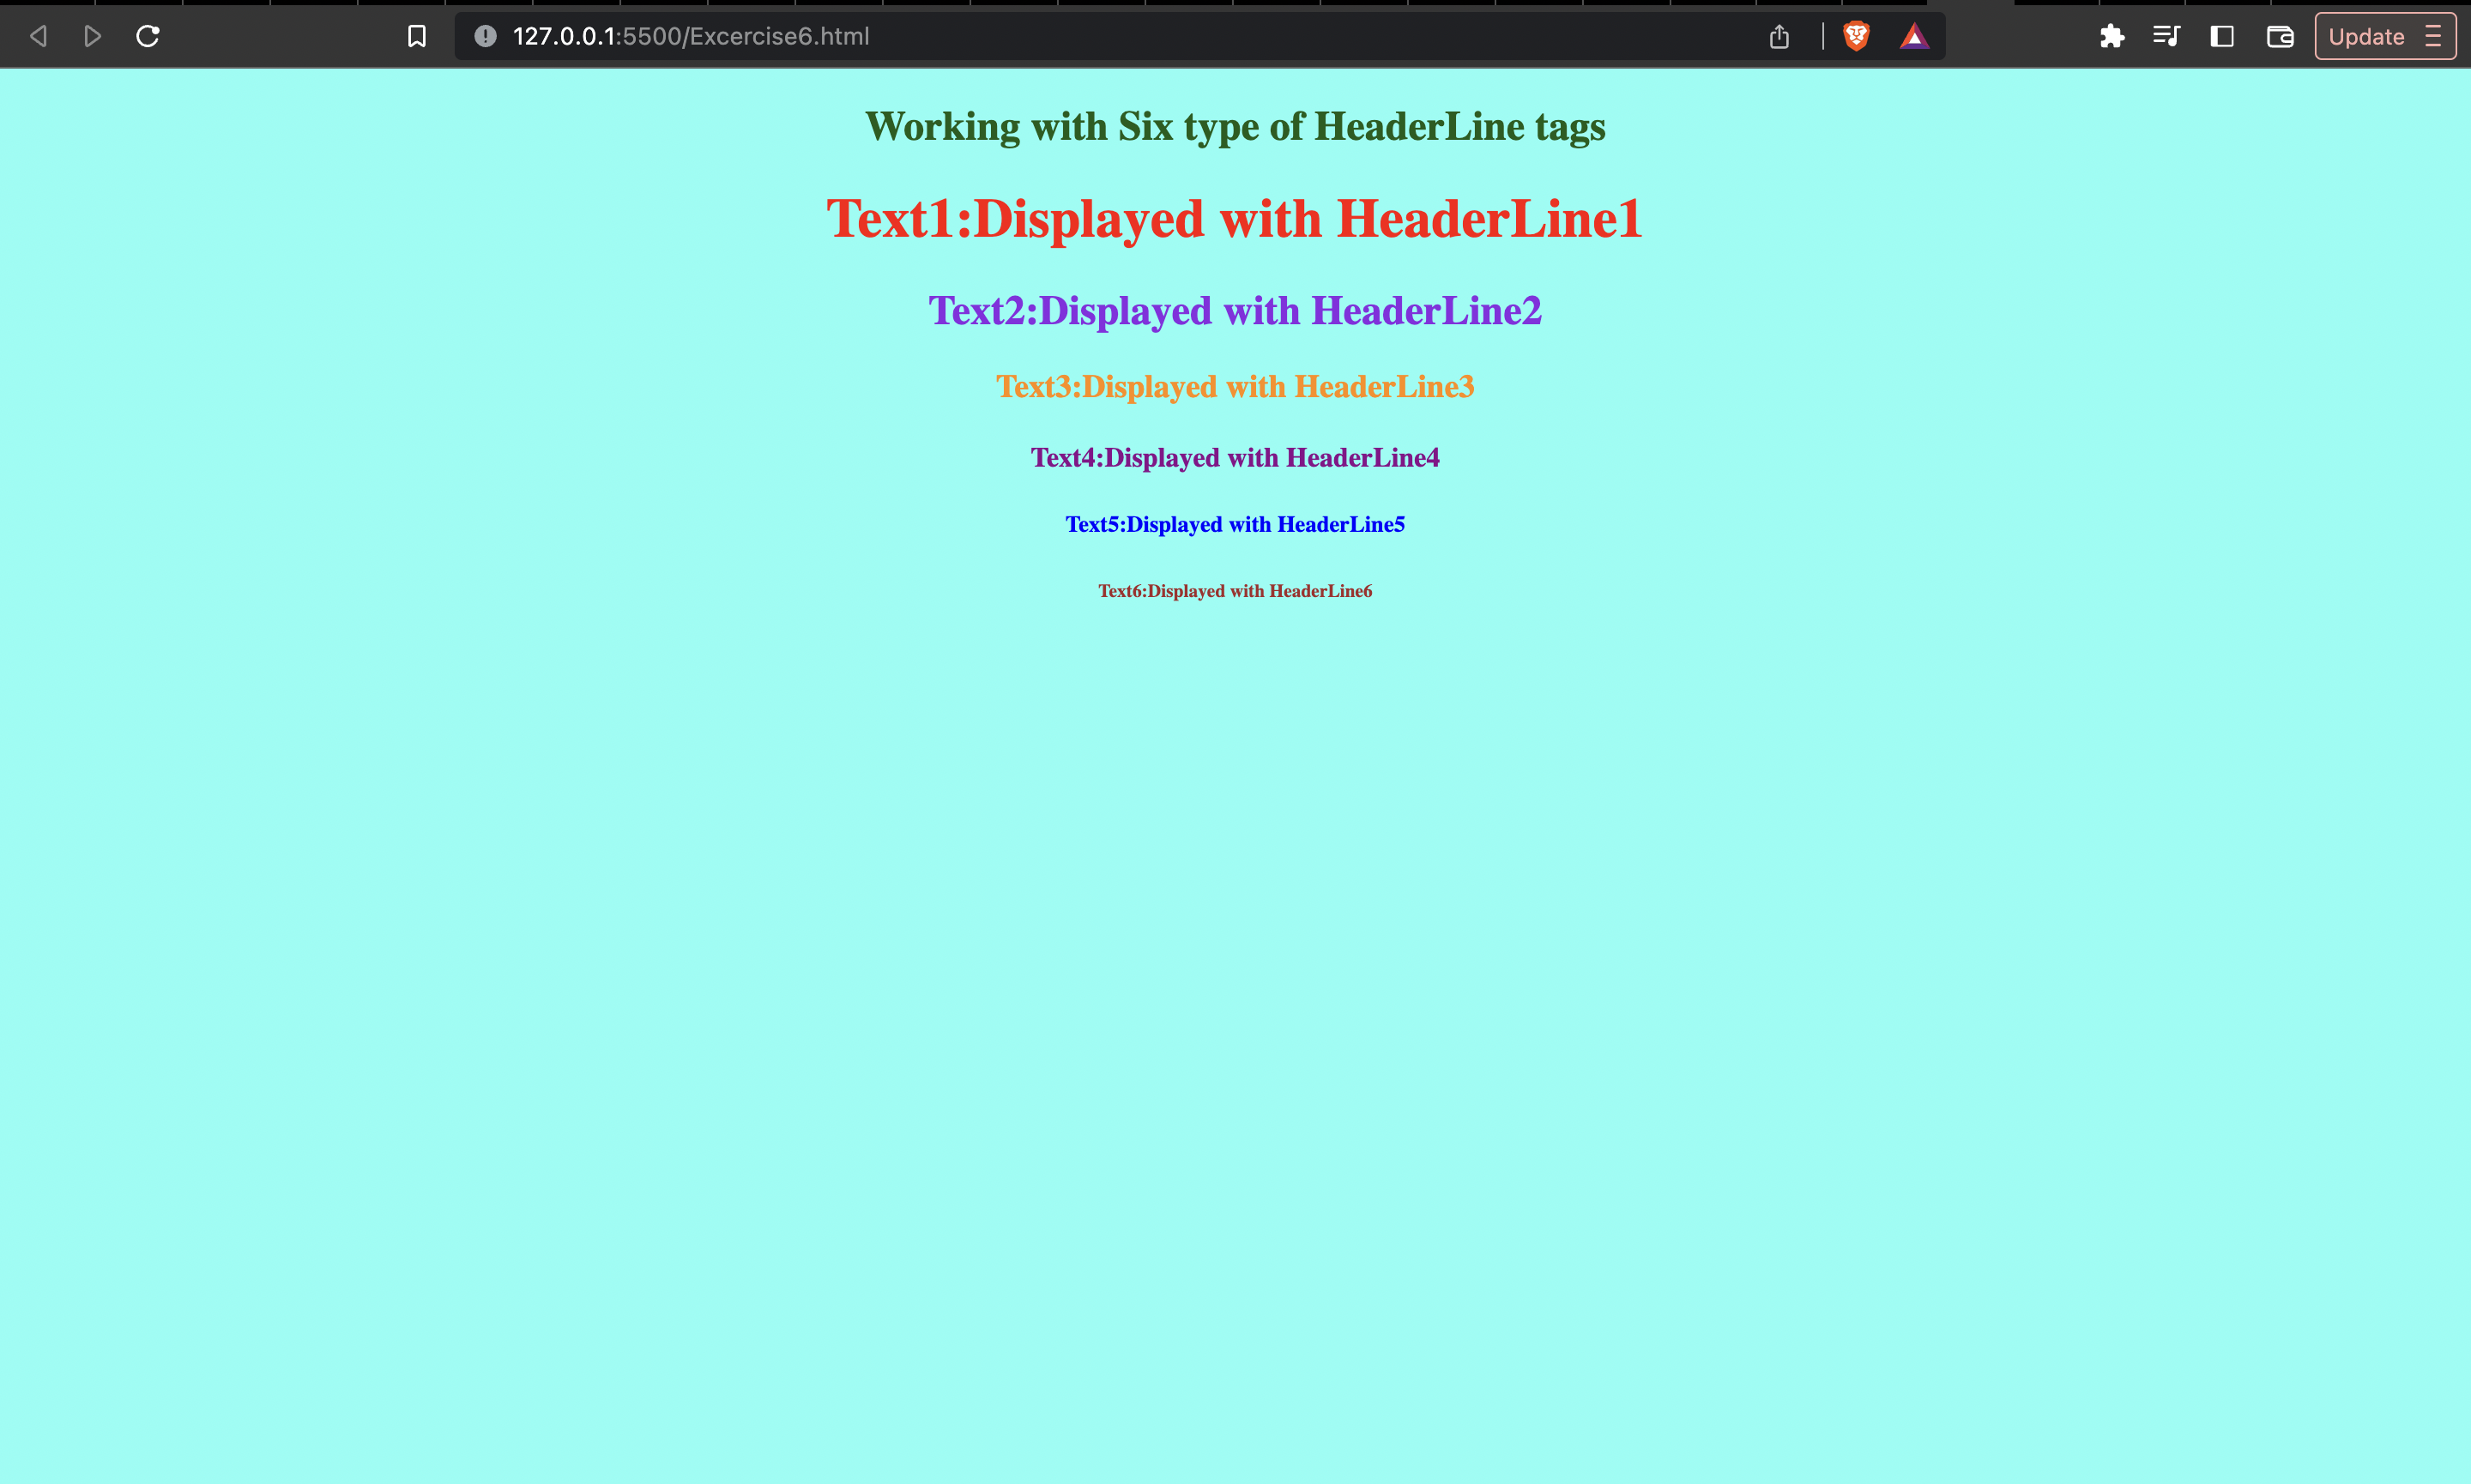 127.0.0.1:5500/Excercise6.html
Update
Working with Six type of HeaderLine tags
Text1:Displayed with HeaderLine1
Text2:Displayed with HeaderLine2
Text3:Displayed with HeaderLine3
Text4:Displayed with HeaderLine4
Text5:Displayed with HeaderLine5
Text6:Displayed with HeaderLine6